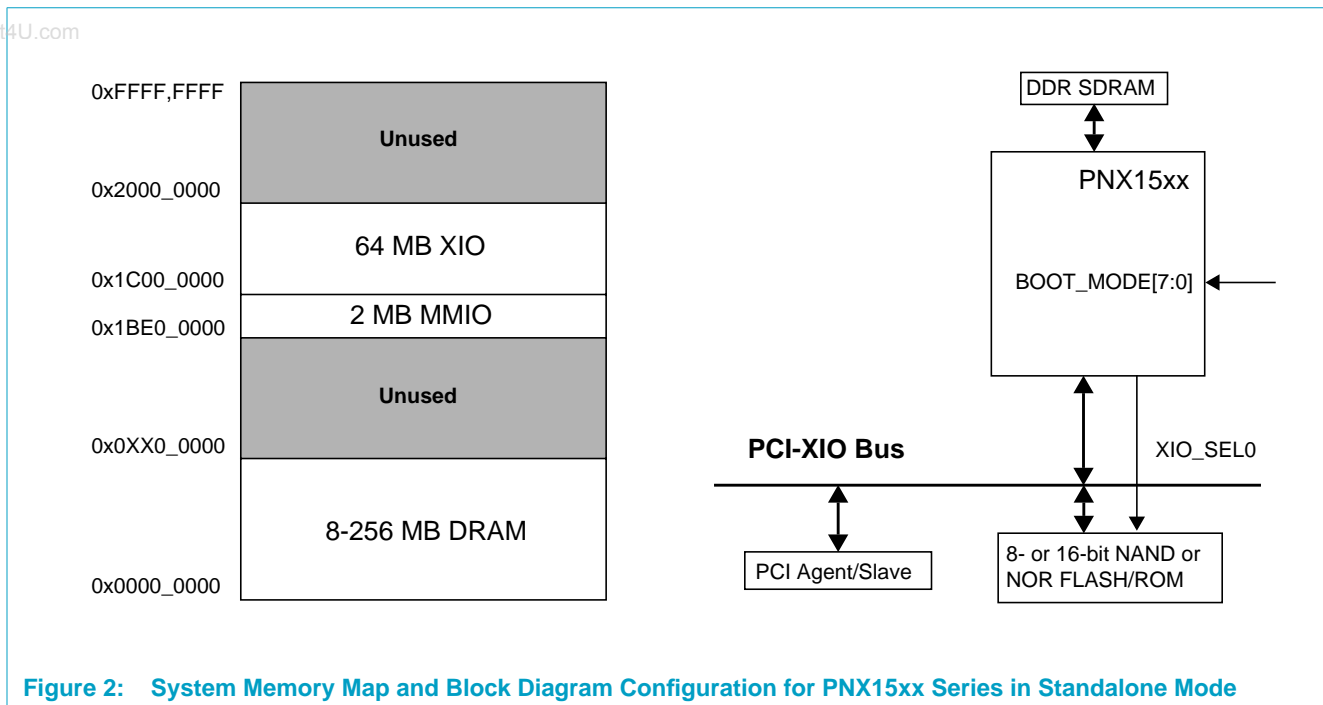 t4U.com
0xFFFF,FFFF
Unused
0x2000_0000
64 MB XIO
0x1C00_0000
2 MB MMIO
0x1BE0_0000
Unused
0x0XX0_0000
8-256 MB DRAM
0x0000_0000
DDR SDRAM
PNX15xx
BOOT_MODE[7:0]
PCI-XIO Bus
XIO_SEL0
PCI Agent/Slave
8- or 16-bit NAND or
NOR FLASH/ROM
Figure 2: System Memory Map and Block Diagram Configuration for PNX15xx Series in Standalone Mode